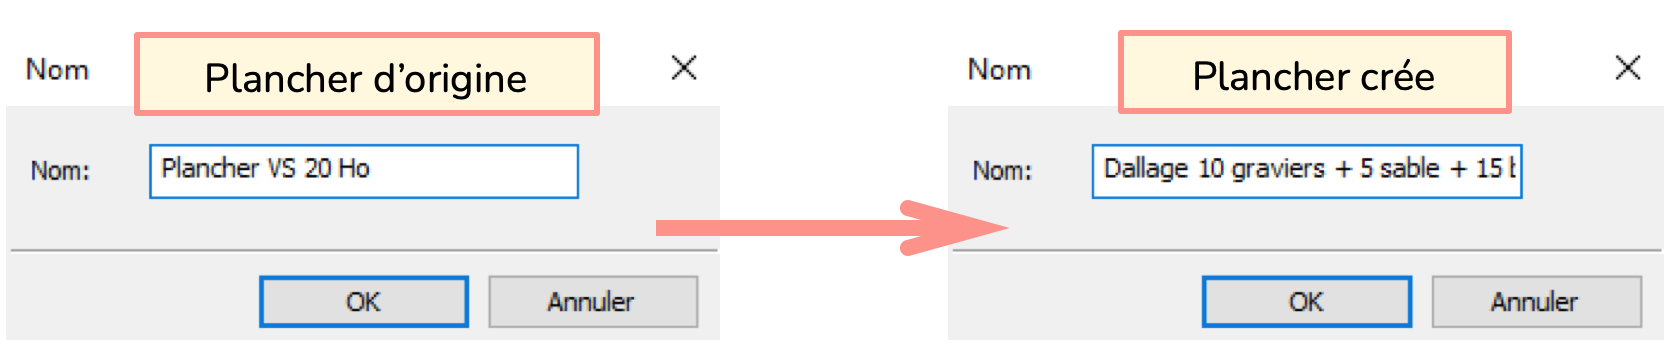 Nom
Plancher d’origine
Nom:
Plancher VS 20 Ho
OK
Annuler
Nom
Plancher crée
Nom:
Dallage 10 graviers + 5 sable + 15
OK
Annuler